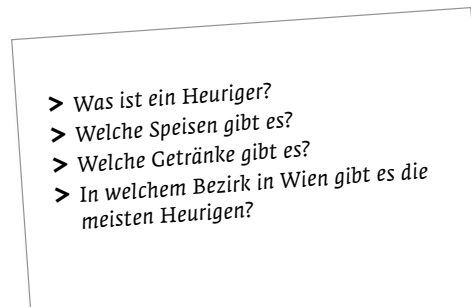 > Was ist ein Heuriger?
> Welche Speisen gibt es?
> Welche Getränke gibt es?
> In welchem Bezirk in Wien gibt es die
meisten Heurigen?